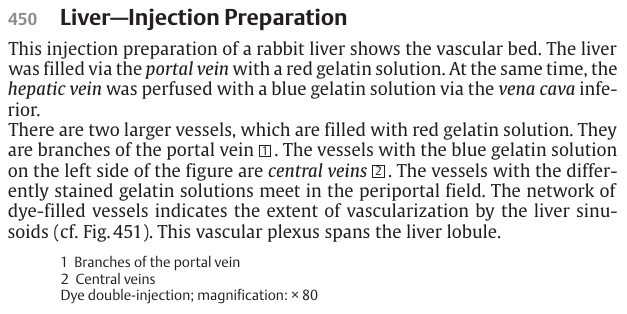 450 Liver—Injection Preparation
This injection preparation of a rabbit liver shows the vascular bed. The liver
was filled via the portal vein with a red gelatin solution. At the same time, the
hepatic vein was perfused with a blue gelatin solution via the vena cava infe-
rior.
There are two larger vessels, which are filled with red gelatin solution. They
are branches of the portal vein 1. The vessels with the blue gelatin solution
on the left side of the figure are central veins 2. The vessels with the differ-
ently stained gelatin solutions meet in the periportal field. The network of
dye-filled vessels indicates the extent of vascularization by the liver sinu-
soids (cf. Fig. 451). This vascular plexus spans the liver lobule.
1 Branches of the portal vein
2 Central veins
Dye double-injection; magnification: × 80